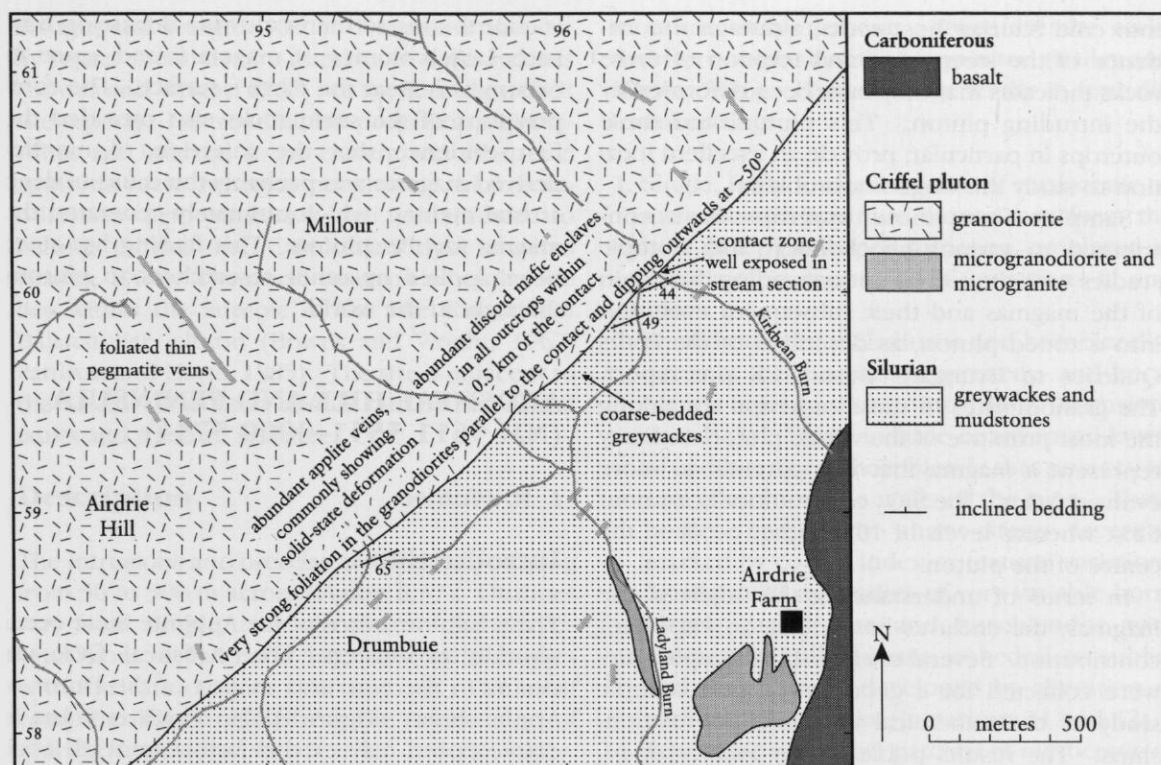 95
96
61
60
59
58
Millour
foliated thin
pegmatite veins
Airdrie
Hill
abundant aplite veins,
commonly showing
solid-state deformation
abundant discoid mafic enclaves
in all outcrops within
0.5 km of the contact
very strong foliation in the granodiorites parallel to the contact, and dipping outwards at ~50°
contact zone
well exposed in
stream section
44
49
65
Kirkbean Burn
coarse-bedded
greywackes
Drumbuie
Ladyland Burn
Airdrie
Farm
Carboniferous
basalt
Criffel pluton
granodiorite
microgranodiorite and
microgranite
Silurian
greywackes and
mudstones
inclined bedding
N
0 metres 500